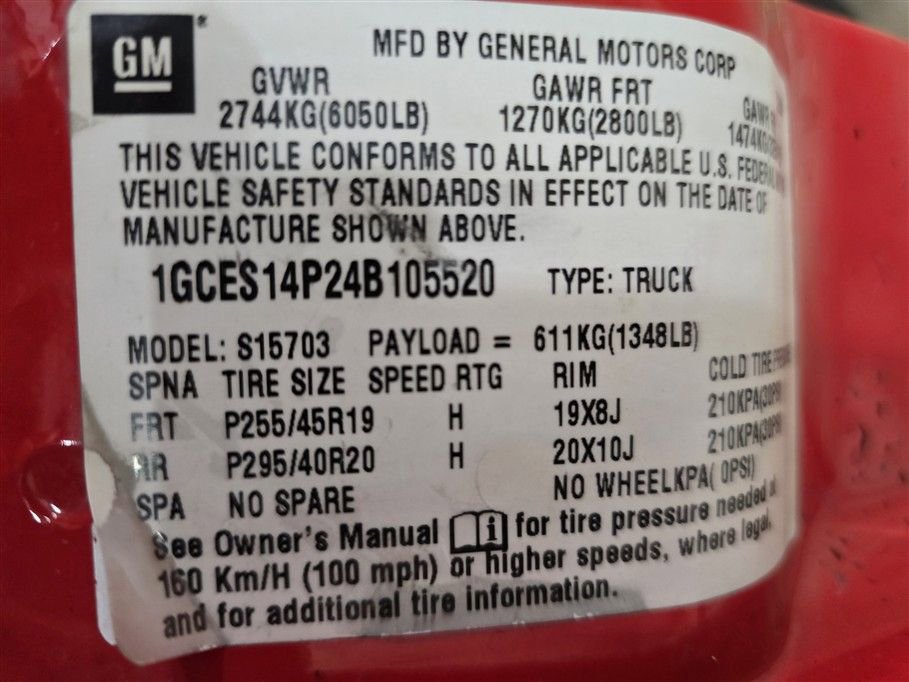 GM
MFD BY GENERAL MOTORS CORP
GVWR GAWR FRT GAWR
2744KG(6050LB) 1270KG(2800LB) 1474KG
THIS VEHICLE CONFORMS TO ALL APPLICABLE U.S.
VEHICLE SAFETY STANDARDS IN EFFECT ON THE DATE OF
MANUFACTURE SHOWN ABOVE.
1GCES14P24B105520 TYPE: TRUCK
MODEL: S15703 PAYLOAD = 611KG(1348LB)
SPNA TIRE SIZE SPEED RTG RIM COLD TIRE
FRT P255/45R19 H 19X8J 210KPA(30PSI
RR P295/40R20 H 20X10J 210KPA(30PSI
SPA NO SPARE NO WHEELKPA( 0PSI)
See Owner's Manual for tire pressure needed at
160 Km/H (100 mph) or higher speeds, where legal,
and for additional tire information.